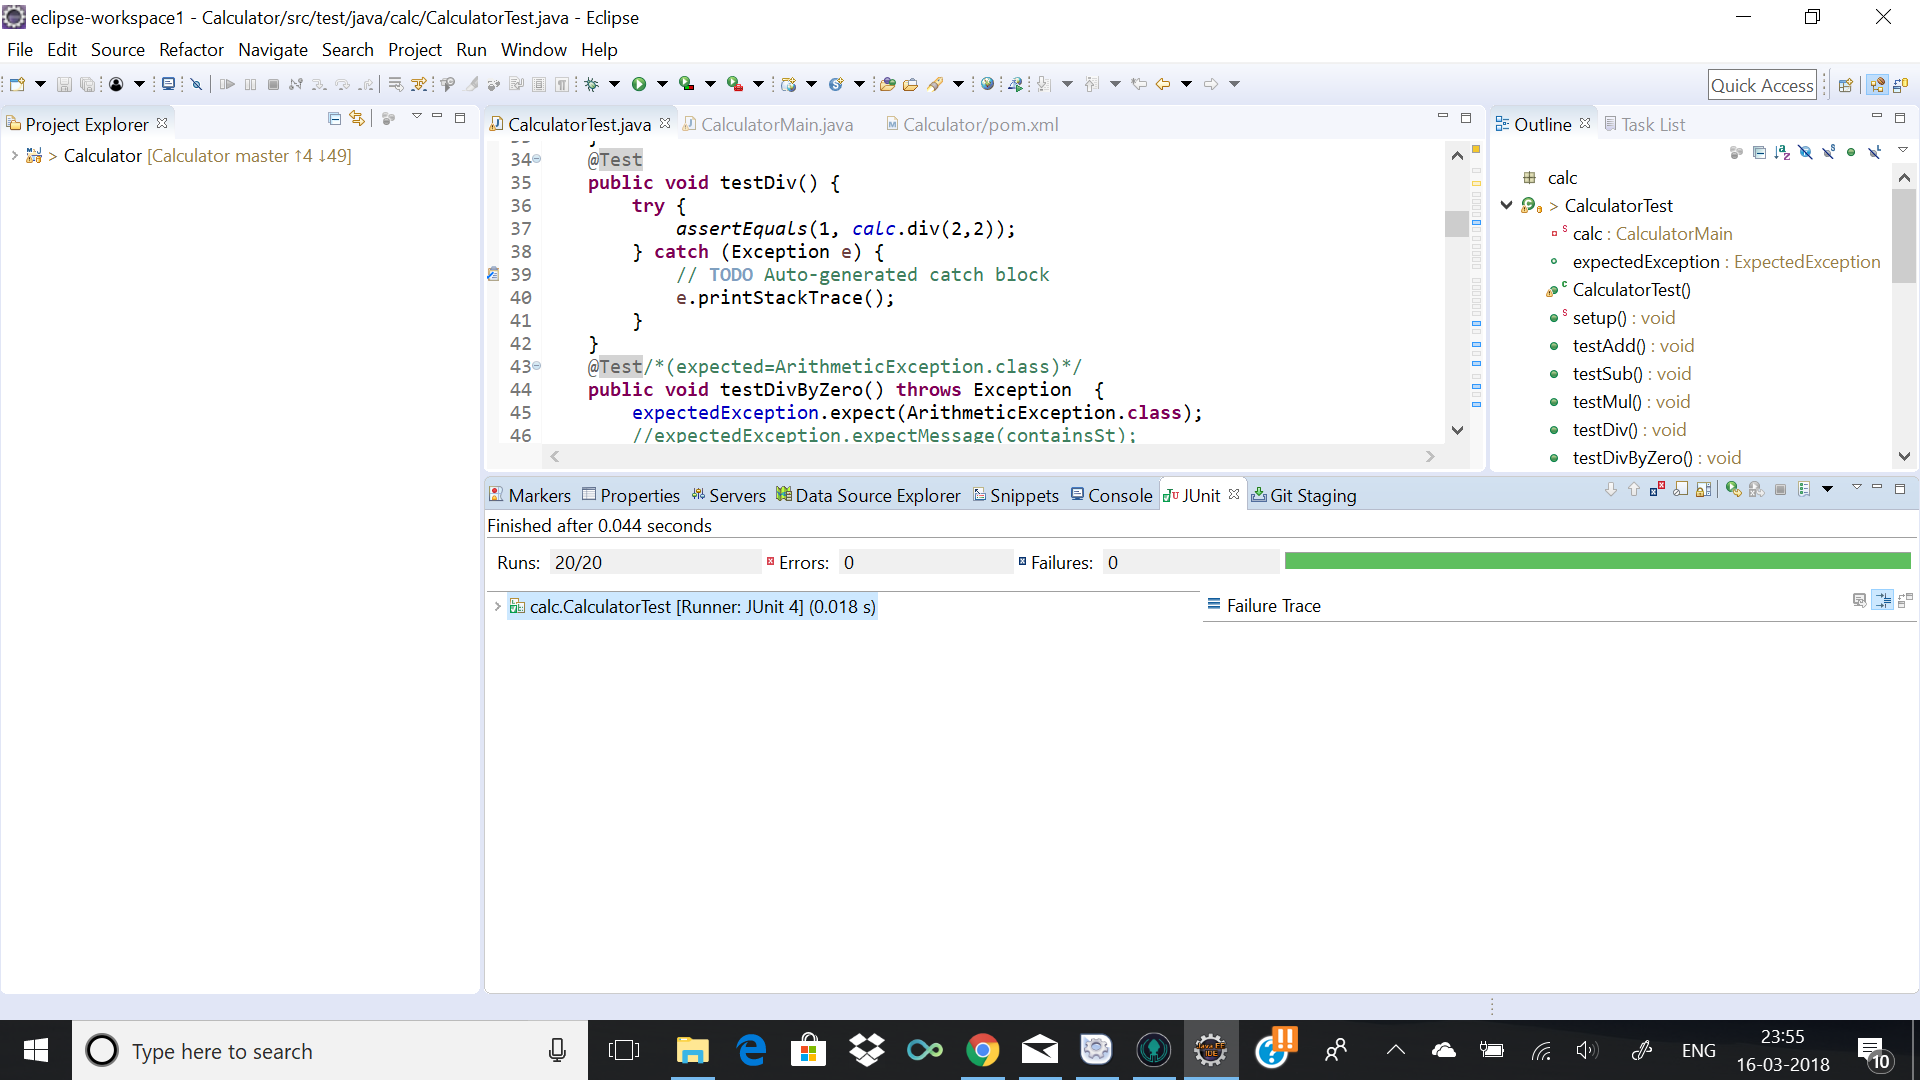 eclipse-workspace1 - Calculator/src/test/java/calc/CalculatorTest.java - Eclipse
File Edit Source Refactor Navigate Search Project Run Window Help
Quick Access
Project Explorer
> Calculator [Calculator master ↑4 ↓49]
CalculatorTest.java CalculatorMain.java Calculator/pom.xml
34 @Test
35 public void testDiv() {
36 try {
37 assertEquals(1, calc.div(2,2));
38 } catch (Exception e) {
39 // TODO Auto-generated catch block
40 e.printStackTrace();
41 }
42 }
43 @Test/*(expected=ArithmeticException.class)*/
44 public void testDivByZero() throws Exception {
45 expectedException.expect(ArithmeticException.class);
46 //expectedException.expectMessage(containsSt);
Outline Task List
calc
> CalculatorTest
calc : CalculatorMain
expectedException : ExpectedException
CalculatorTest()
setup() : void
testAdd() : void
testSub() : void
testMul() : void
testDiv() : void
testDivByZero() : void
Markers Properties Servers Data Source Explorer Snippets Console JUnit Git Staging
Finished after 0.044 seconds
Runs: 20/20 Errors: 0 Failures: 0
calc.CalculatorTest [Runner: JUnit 4] (0.018 s)
Failure Trace
Type here to search
ENG
23:55
16-03-2018
10